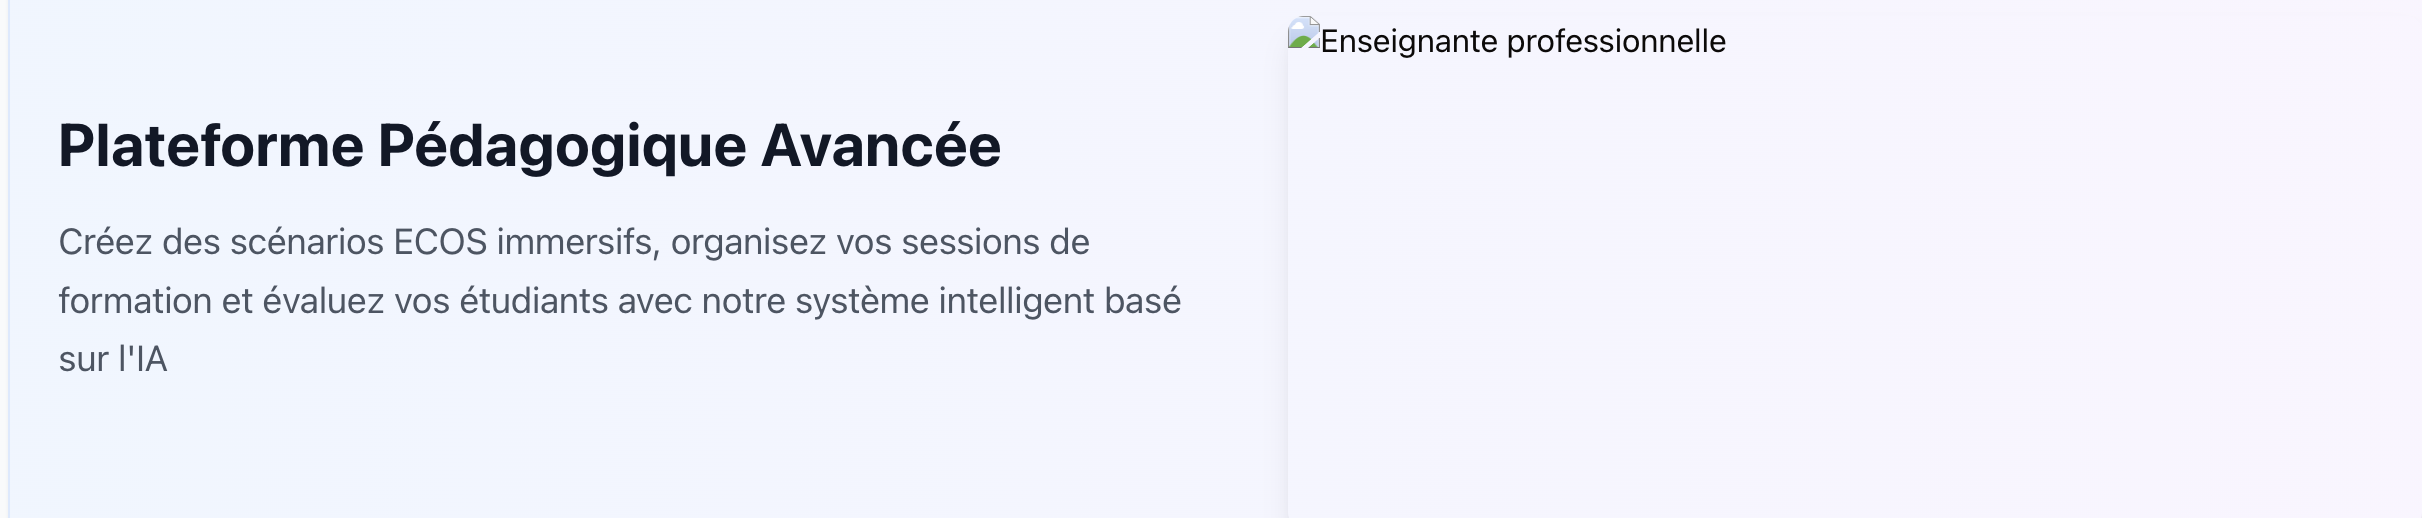 Plateforme Pédagogique Avancée
Créez des scénarios ECOS immersifs, organisez vos sessions de
formation et évaluez vos étudiants avec notre système intelligent basé
sur l'IA
Enseignante professionnelle